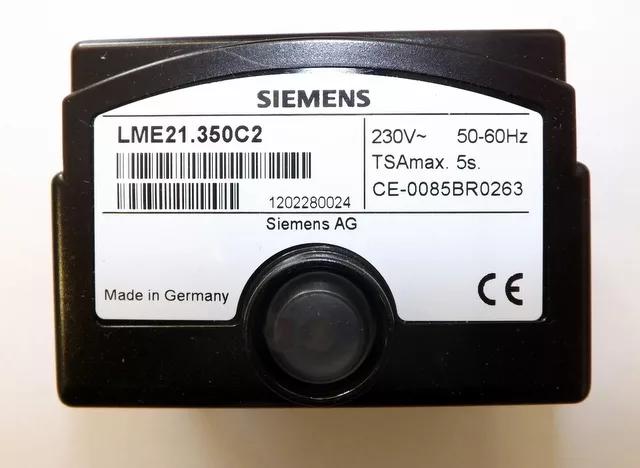 SIEMENS
LME21.350C2
230V~ 50-60Hz
TSAmax. 5s.
CE-0085BR0263
1202280024
Siemens AG
Made in Germany
CE